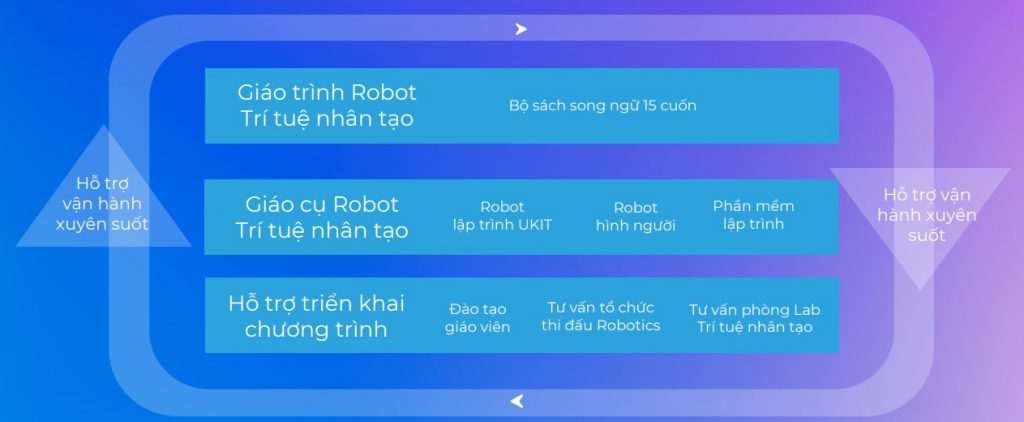 Giáo trình Robot
Trí tuệ nhân tạo
Bộ sách song ngữ 15 cuốn
Hỗ trợ
vận hành
xuyên suốt
Giáo cụ Robot
Trí tuệ nhân tạo
Robot
lập trình UKIT
Robot
hình người
Phần mềm
lập trình
Hỗ trợ vận
hành xuyên
suốt
Hỗ trợ triển khai
chương trình
Đào tạo
giáo viên
Tư vấn tổ chức
thi đấu Robotics
Tư vấn phòng Lab
Trí tuệ nhân tạo